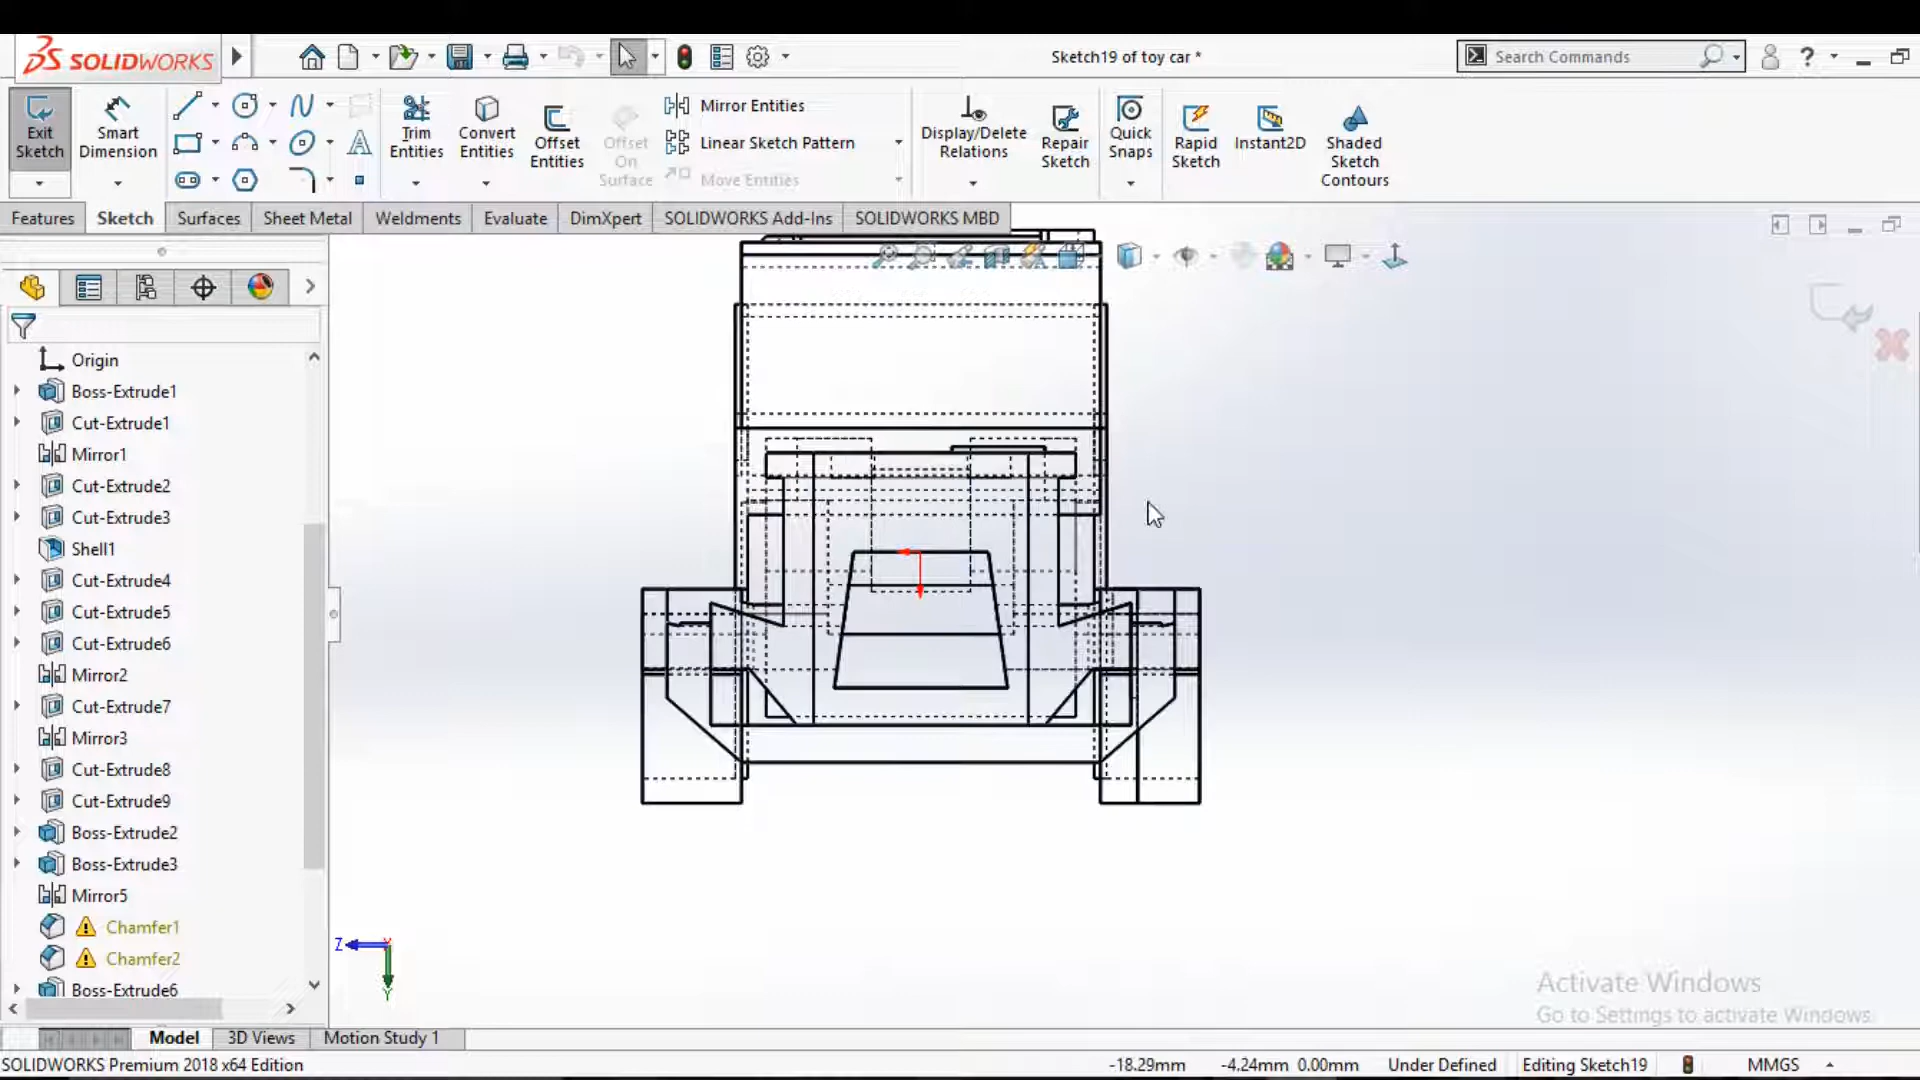 SOLIDWORKS
Sketch19 of toy car *
Search Commands
?
Exit Sketch
Smart Dimension
Trim Entities
Convert Entities
Offset Entities
Offset On Surface
Mirror Entities
Linear Sketch Pattern
Move Entities
Display/Delete Relations
Repair Sketch
Quick Snaps
Rapid Sketch
Instant2D
Shaded Sketch Contours
Features
Sketch
Surfaces
Sheet Metal
Weldments
Evaluate
DimXpert
SOLIDWORKS Add-Ins
SOLIDWORKS MBD
Origin
Boss-Extrude1
Cut-Extrude1
Mirror1
Cut-Extrude2
Cut-Extrude3
Shell1
Cut-Extrude4
Cut-Extrude5
Cut-Extrude6
Mirror2
Cut-Extrude7
Mirror3
Cut-Extrude8
Cut-Extrude9
Boss-Extrude2
Boss-Extrude3
Mirror5
Chamfer1
Chamfer2
Boss-Extrude6
Z
Y
Activate Windows
Go to Settings to activate Windows.
Model
3D Views
Motion Study 1
SOLIDWORKS Premium 2018 x64 Edition
-18.29mm
-4.24mm
0.00mm
Under Defined
Editing Sketch19
MMGS